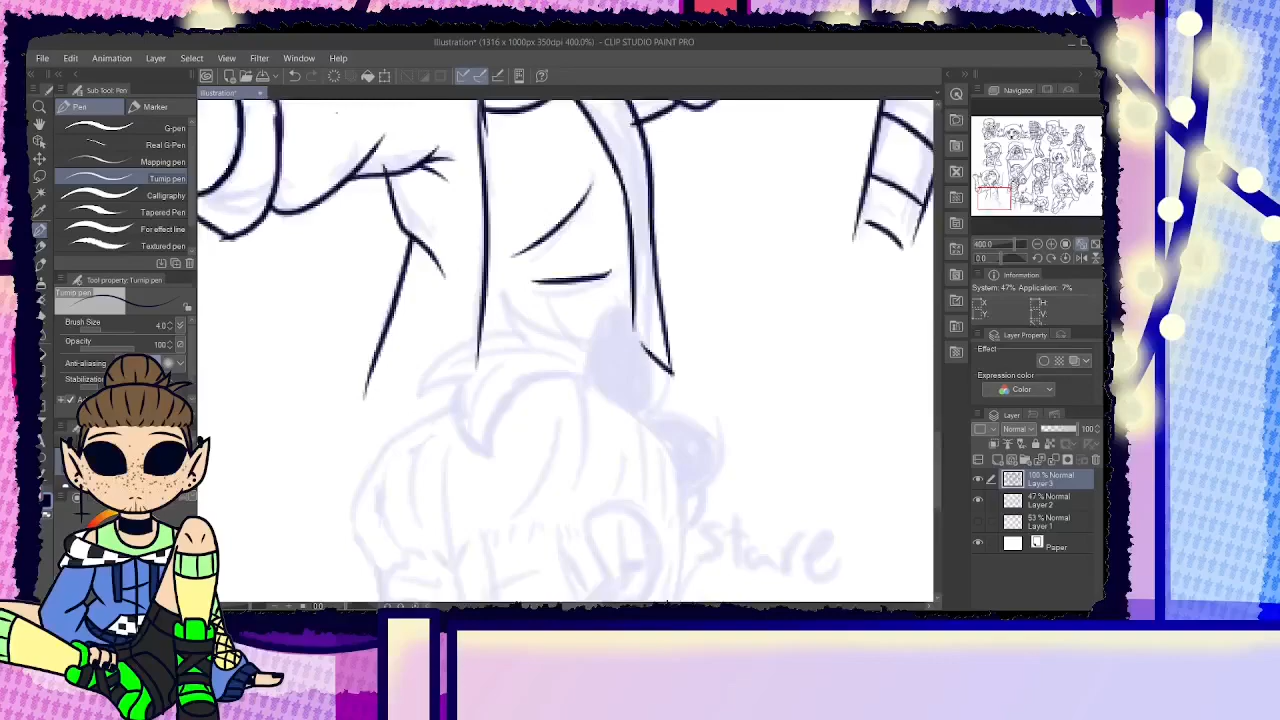 Illustration* (1316 x 1000px 350dpi 400.0%)  - CLIP STUDIO PAINT PRO
File Edit Animation Layer Select View Filter Window Help
Sub Tool: Pen
Illustration*
Navigator
Pen Marker
G-pen
Real G-Pen
Mapping pen
Turnip pen
Calligraphy
Tapered Pen
For effect line
Textured pen
Tool property: Turnip pen
Turnip pen
Brush Size 4.0
Opacity 100
Anti-aliasing
Stabilization
400.0
0.0
Information
System: 47% Application: 7%
X H:
Y: V:
Layer Property
Effect
Expression color
Color
Layer
Normal 100
100 % Normal
Layer 3
47 % Normal
Layer 2
53 % Normal
Layer 1
Paper
stare
0.0